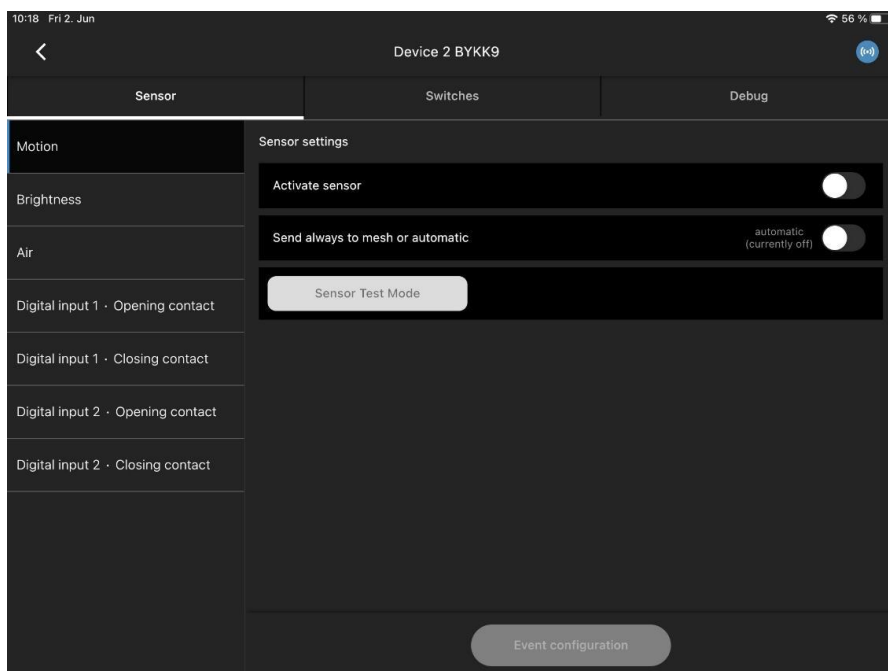 10:18 Fri 2. Jun
56 %
Device 2 BYKK9
Sensor
Switches
Debug
Motion
Brightness
Air
Digital input 1 · Opening contact
Digital input 1 · Closing contact
Digital input 2 · Opening contact
Digital input 2 · Closing contact
Sensor settings
Activate sensor
Send always to mesh or automatic
automatic
(currently off)
Sensor Test Mode
Event configuration